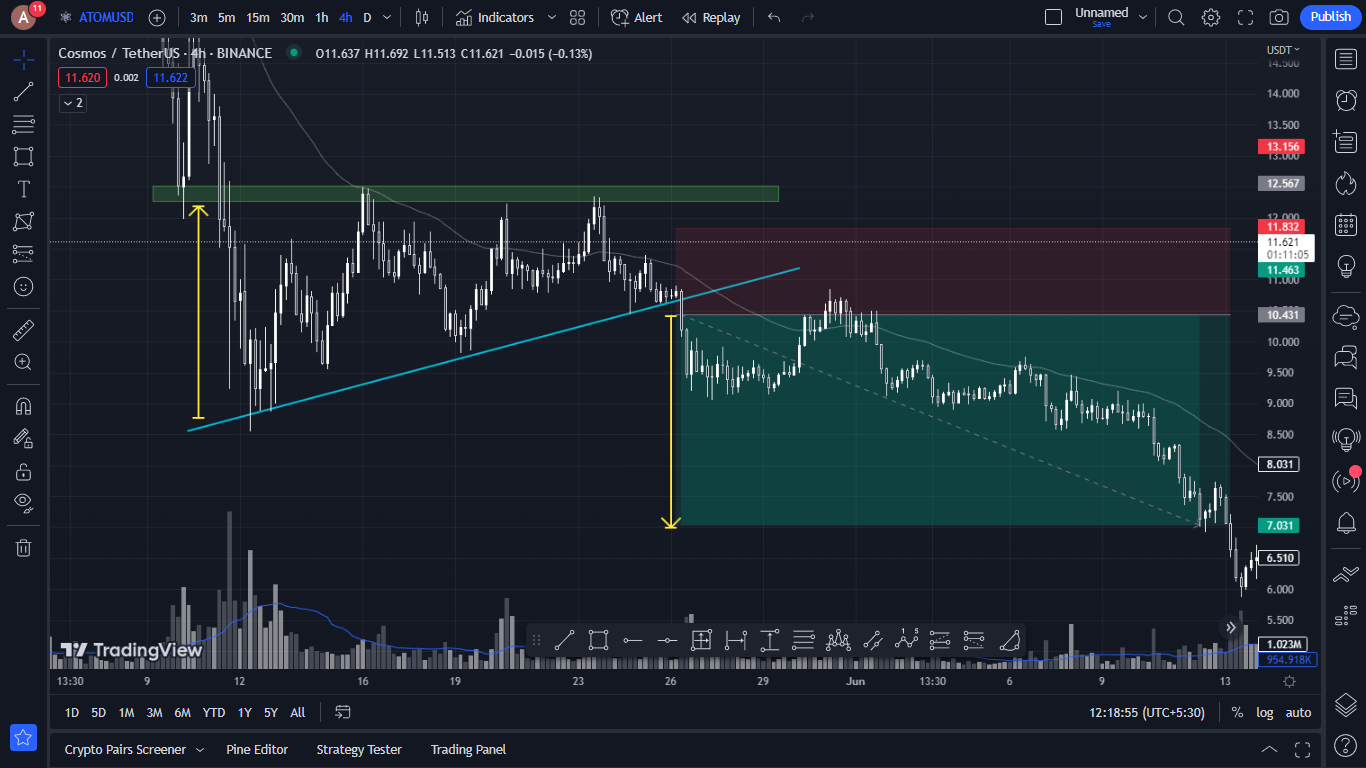 A 11 ATOMUSD 3m 5m 15m 30m 1h 4h D Indicators Alert Replay Unnamed Save Publish
Cosmos / TetherUS · 4h · BINANCE O11.637 H11.692 L11.513 C11.621 −0.015 (−0.13%)
11.620 0.002 11.622
2
USDT
14.500
14.000
13.500
13.156
13.000
12.567
12.000
11.832
11.621
01:11:05
11.463
11.000
10.431
10.000
9.500
9.000
8.500
8.031
7.500
7.031
6.510
6.000
5.500
1.023M
954.918K
TradingView
13:30 9 12 16 19 23 26 29 Jun 13:30 6 9 13
1D 5D 1M 3M 6M YTD 1Y 5Y All 12:18:55 (UTC+5:30) % log auto
Crypto Pairs Screener Pine Editor Strategy Tester Trading Panel